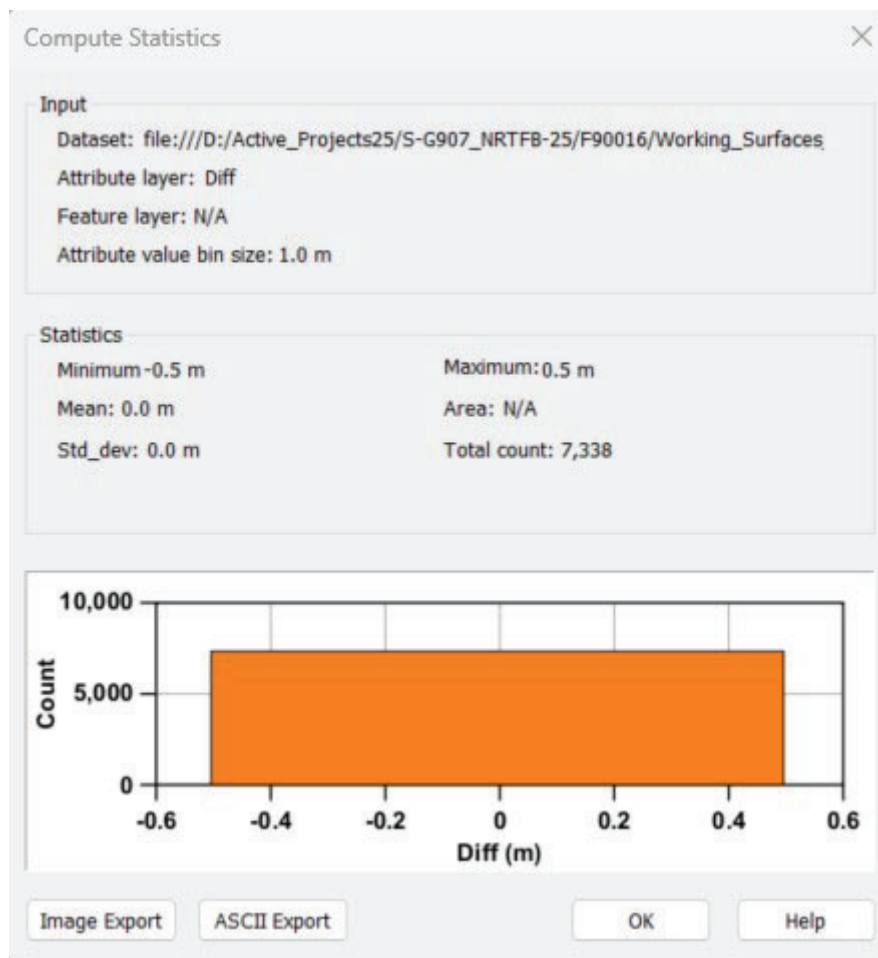 Compute Statistics
Input
Dataset: file:///D:/Active_Projects25/S-G907_NRTFB-25/F90016/Working_Surfaces
Attribute layer: Diff
Feature layer: N/A
Attribute value bin size: 1.0 m
Statistics
Minimum-0.5 m Maximum:0.5 m
Mean: 0.0 m Area: N/A
Std_dev: 0.0 m Total count: 7,338
10,000
5,000
0
Count
-0.6 -0.4 -0.2 0 0.2 0.4 0.6
Diff (m)
Image Export ASCII Export OK Help